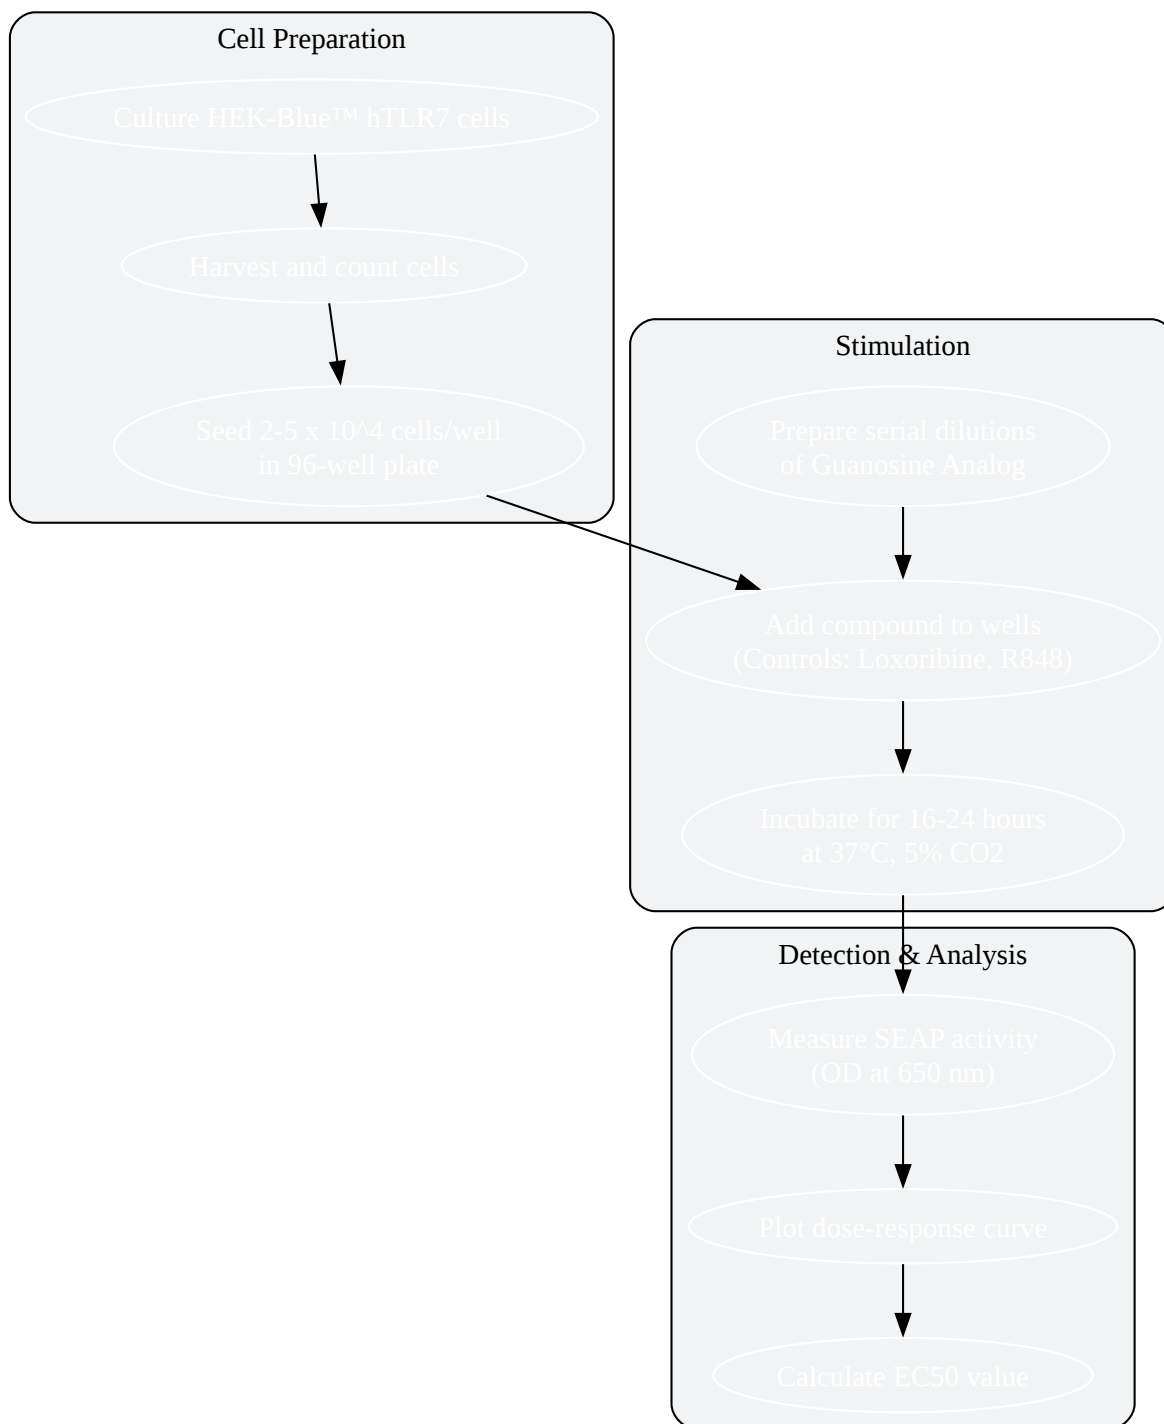 Cell Preparation
Culture HEK-Blue™ hTLR7 cells
Harvest and count cells
Seed 2-5 x 10^4 cells/well
in 96-well plate
Stimulation
Prepare serial dilutions
of Guanosine Analog
Add compound to wells
(Controls: Loxoribine, R848)
Incubate for 16-24 hours
at 37°C, 5% CO2
Detection & Analysis
Measure SEAP activity
(OD at 650 nm)
Plot dose-response curve
Calculate EC50 value